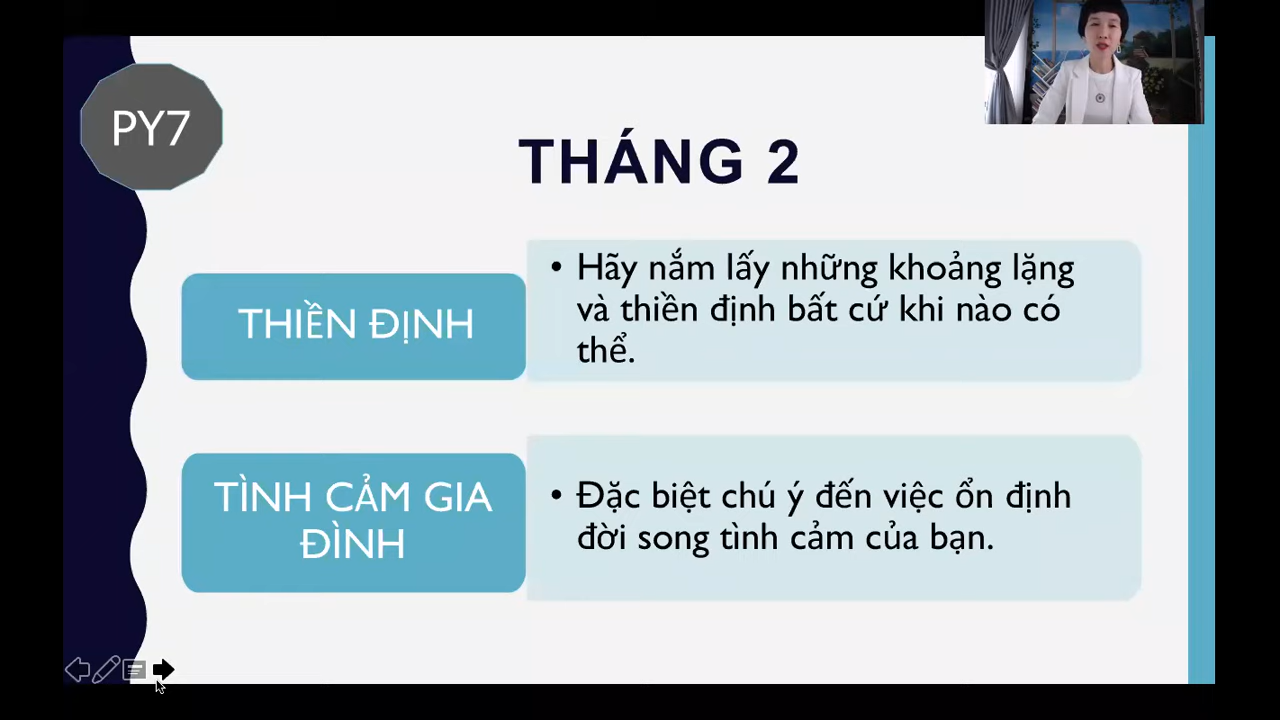 PY7
THÁNG 2
THIỀN ĐỊNH
• Hãy nắm lấy những khoảng lặng
và thiền định bất cứ khi nào có
thể.
TÌNH CẢM GIA
ĐÌNH
• Đặc biệt chú ý đến việc ổn định
đời song tình cảm của bạn.